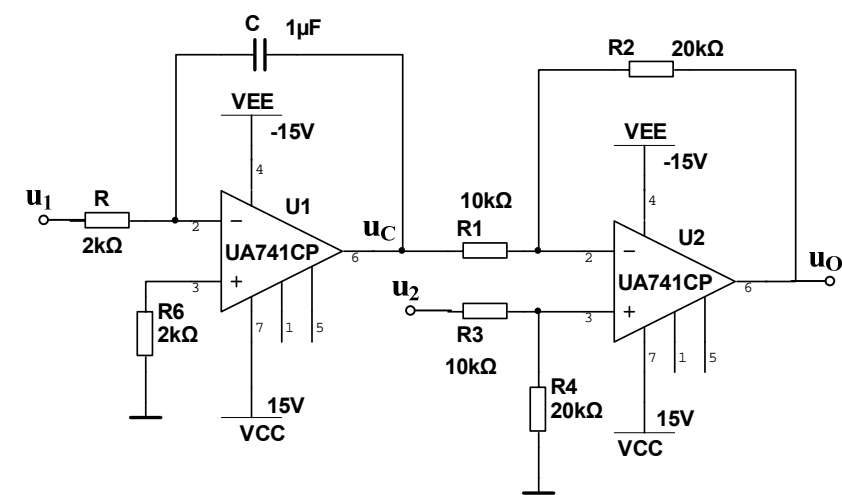 C 1µF
R2 20kΩ
VEE
-15V
4
VEE
-15V
4
u1 R
2kΩ
2
−
U1
UA741CP
+
3
6
uC
10kΩ
R1
2
−
U2
UA741CP
+
3
6
uO
u2
R3
10kΩ
R6
2kΩ
7
1
5
15V
VCC
R4
20kΩ
7
1
5
15V
VCC